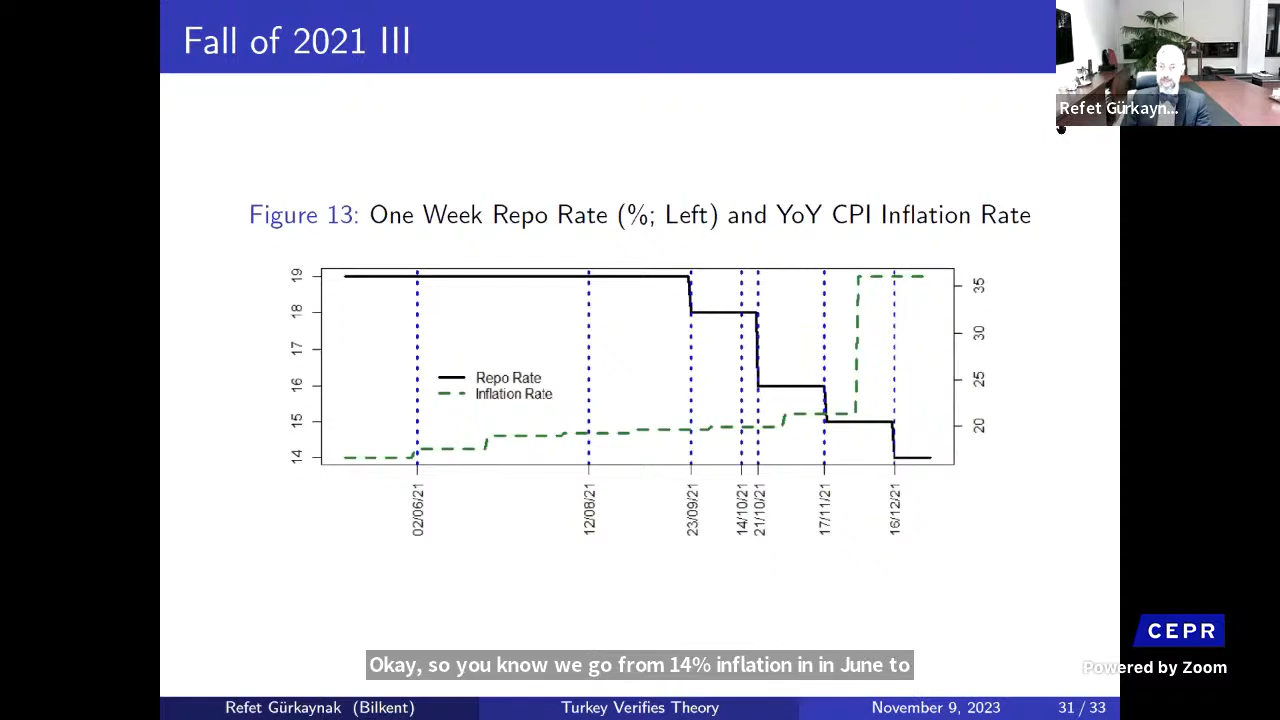 Fall of 2021 III
Refet Gürkayn...
Figure 13: One Week Repo Rate (%; Left) and YoY CPI Inflation Rate
19
18
17
16
15
14
35
30
25
20
Repo Rate
Inflation Rate
02/06/21
12/08/21
23/09/21
14/10/21
21/10/21
17/11/21
16/12/21
CEPR
Powered by Zoom
Okay, so you know we go from 14% inflation in in June to
Refet Gürkaynak (Bilkent) Turkey Verifies Theory November 9, 2023 31 / 33